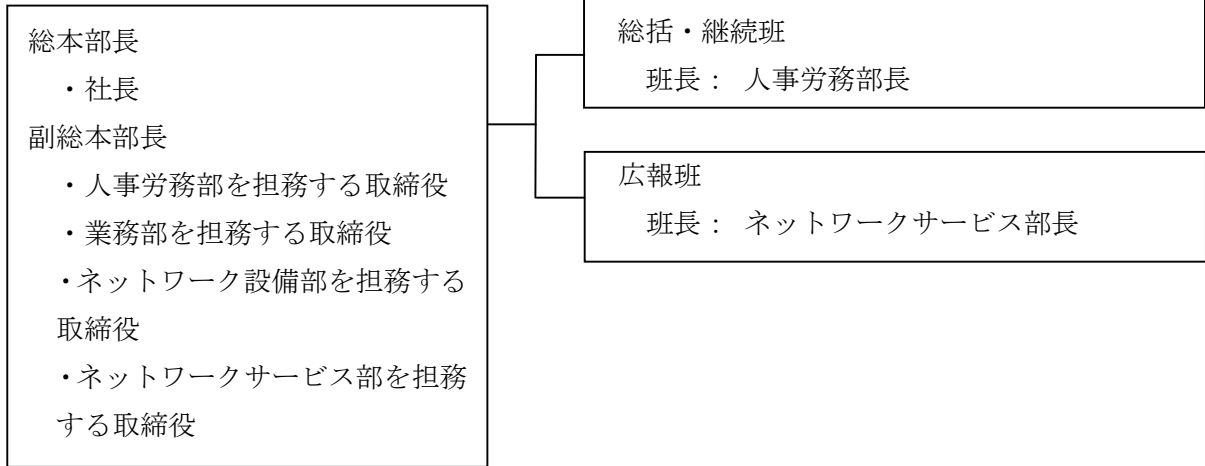 総本部長
・社長
副総本部長
・人事労務部を担務する取締役
・業務部を担務する取締役
・ネットワーク設備部を担務する
取締役
・ネットワークサービス部を担務
する取締役
総括・継続班
班長： 人事労務部長
広報班
班長： ネットワークサービス部長